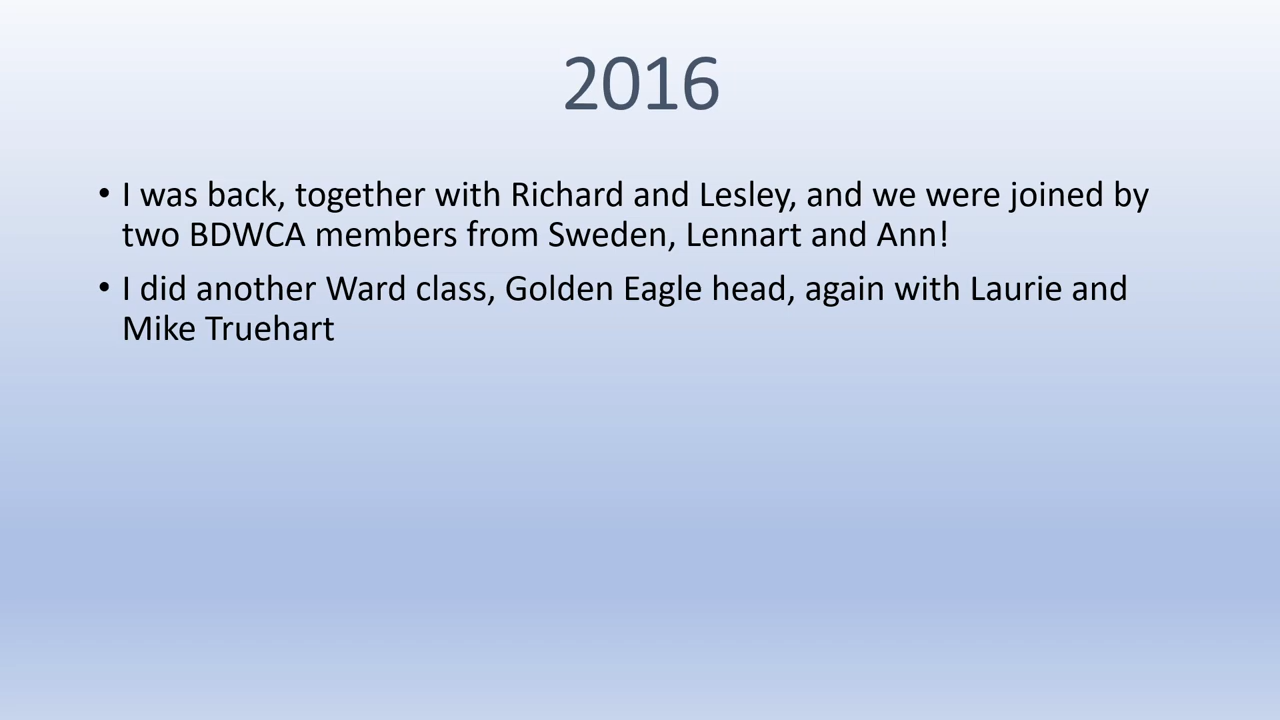 2016
• I was back, together with Richard and Lesley, and we were joined by
two BDWCA members from Sweden, Lennart and Ann!
• I did another Ward class, Golden Eagle head, again with Laurie and
Mike Truehart